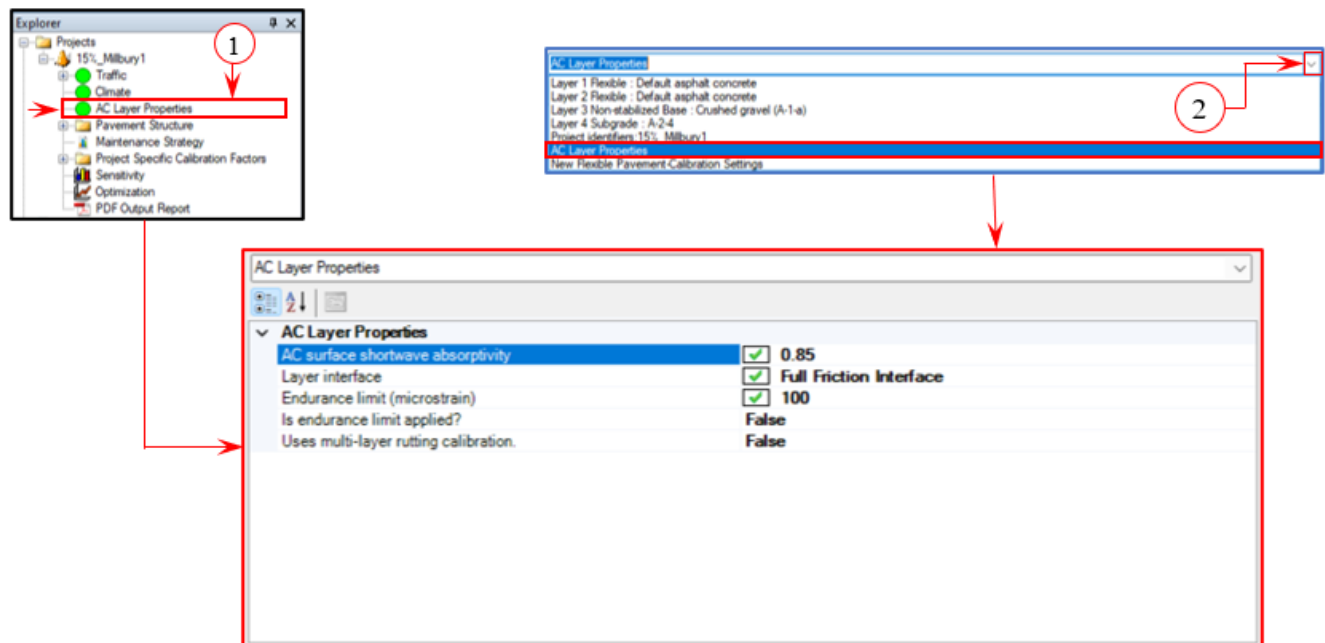 Explorer
Projects
1
15%_Millbury1
Traffic
Climate
AC Layer Properties
Pavement Structure
Maintenance Strategy
Project Specific Calibration Factors
Sensitivity
Optimization
PDF Output Report
AC Layer Properties
Layer 1 Flexible : Default asphalt concrete
Layer 2 Flexible : Default asphalt concrete
Layer 3 Non-stabilized Base : Crushed gravel (A-1-a)
Layer 4 Subgrade : A-2-4
Project identifiers:15%_Millbury1
AC Layer Properties
New Flexible Pavement-Calibration Settings
2
AC Layer Properties
AC Layer Properties
AC surface shortwave absorptivity 0.85
Layer interface Full Friction Interface
Endurance limit (microstrain) 100
Is endurance limit applied? False
Uses multi-layer rutting calibration. False